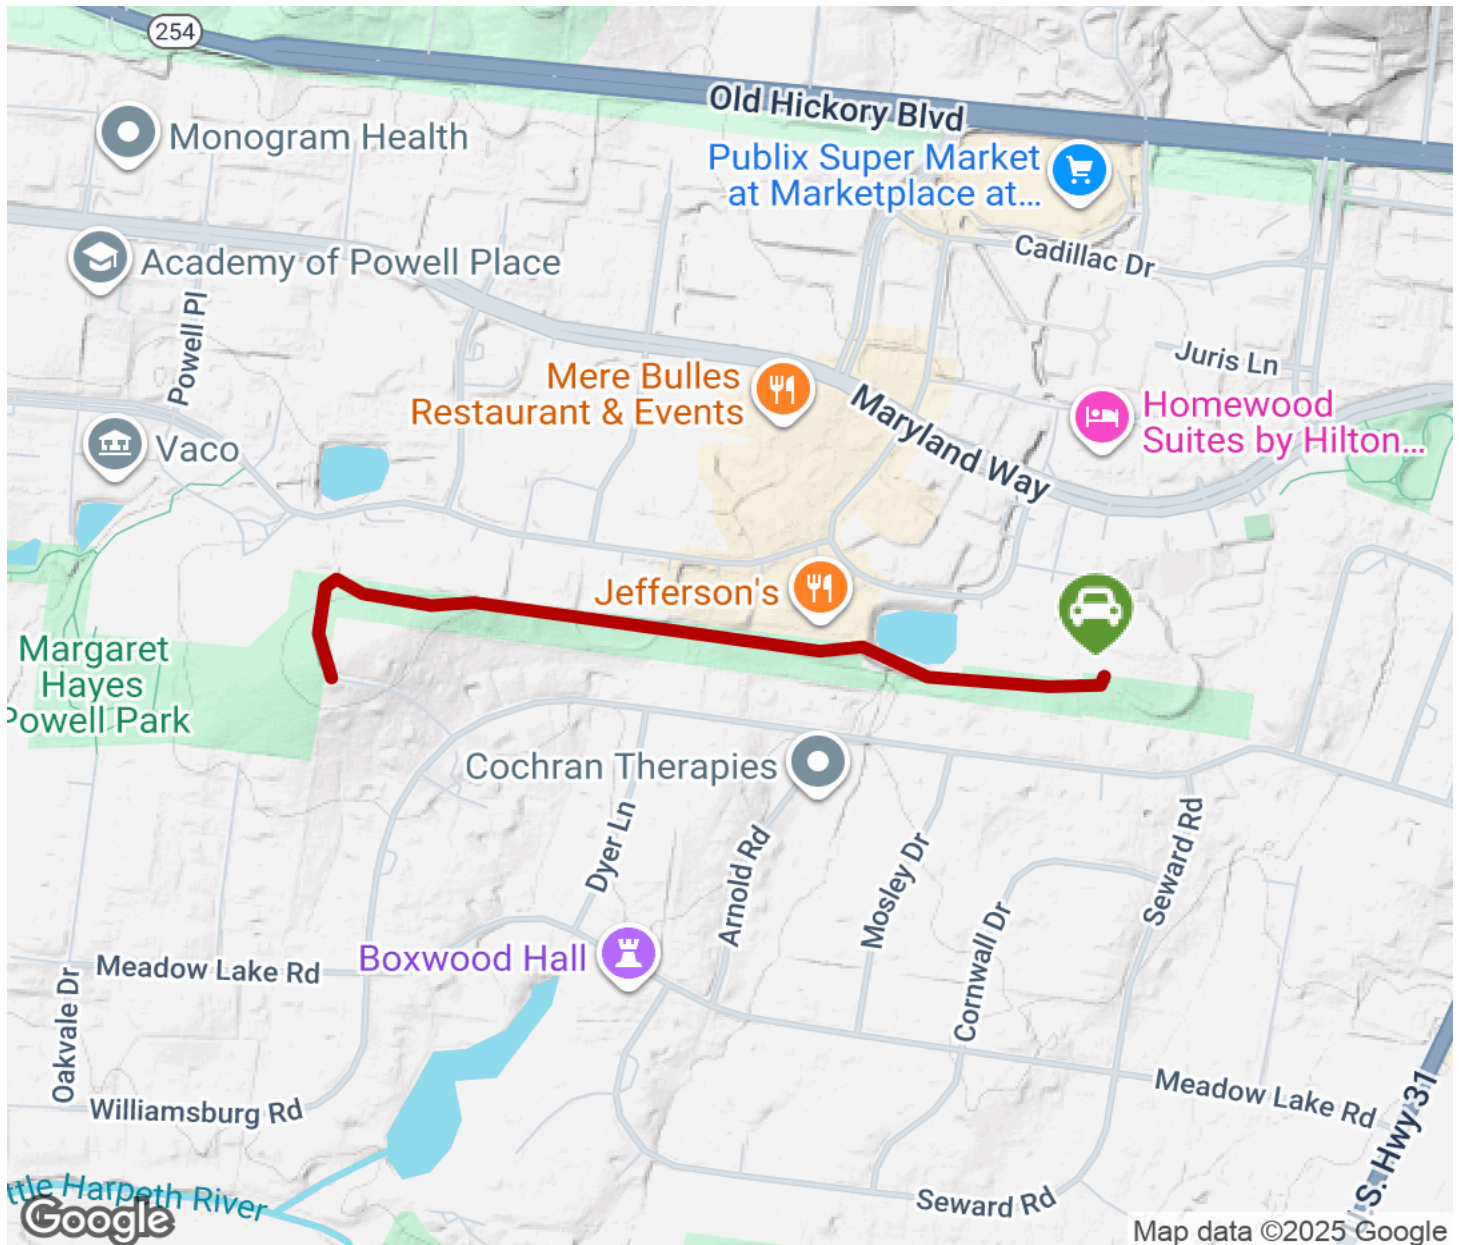 254
Old Hickory Blvd
Monogram Health
Publix Super Market
at Marketplace at...
Academy of Powell Place
Cadillac Dr
Powell Pl
Juris Ln
Mere Bulles
Restaurant & Events
Maryland Way
Homewood
Suites by Hilton...
Vaco
Jefferson's
Margaret
Hayes
Powell Park
Cochran Therapies
Dyer Ln
Arnold Rd
Mosley Dr
Seward Rd
Cornwall Dr
Boxwood Hall
Meadow Lake Rd
Oakvale Dr
Williamsburg Rd
Meadow Lake Rd
S. Hwy 31
ttle Harpeth River
Seward Rd
Google
Map data ©2025 Google